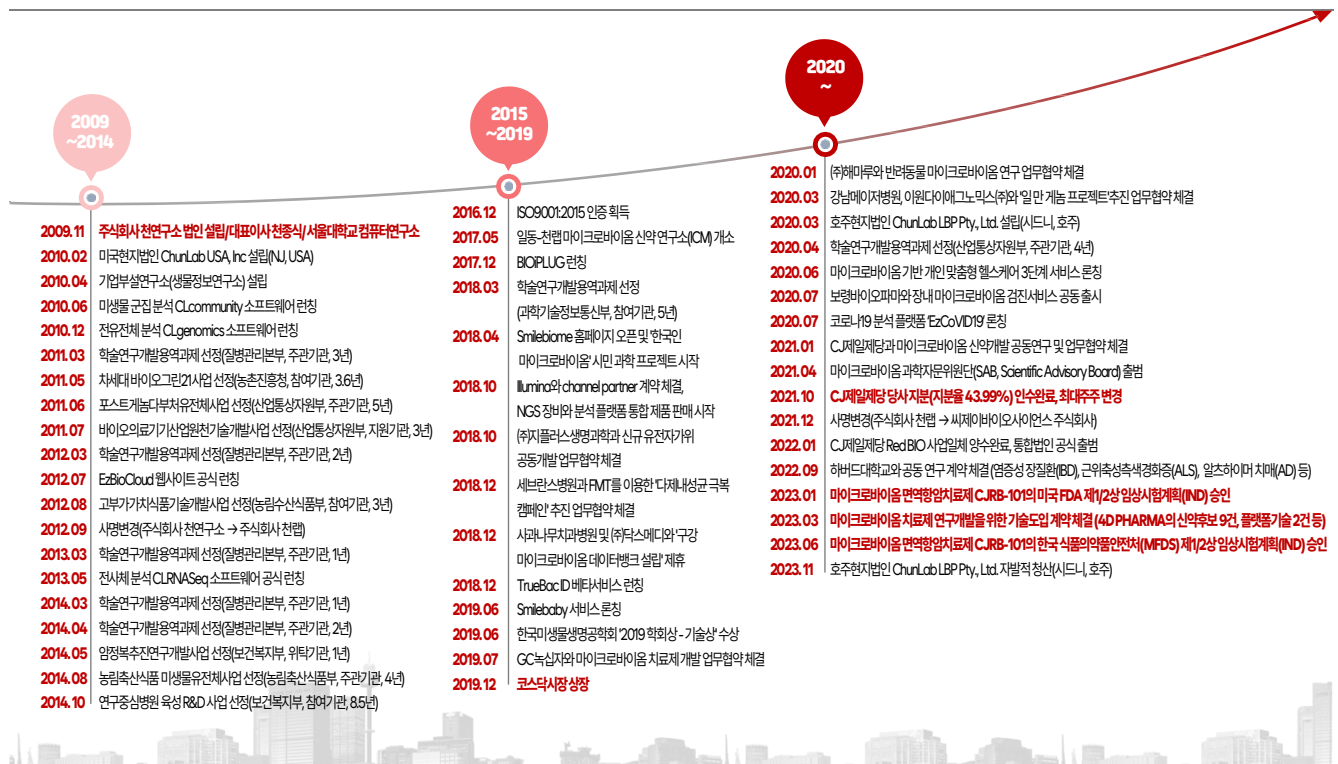 2009
~2014
2009.11 주식회사 천연구소 법인 설립/대표이사 천종식/서울대학교 컴퓨터연구소
2010.02 미국현지법인 ChunLab USA, Inc 설립(NJ, USA)
2010.04 기업부설연구소(생물정보연구소) 설립
2010.06 미생물 군집 분석 CLcommunity 소프트웨어 런칭
2010.12 전유전체 분석 CLgenomics 소프트웨어 런칭
2011.03 학술연구개발용역과제 선정(질병관리본부, 주관기관, 3년)
2011.05 차세대 바이오그린21사업 선정(농촌진흥청, 참여기관, 3.6년)
2011.06 포스트게놈다부처유전체사업 선정(산업통상자원부, 주관기관, 5년)
2011.07 바이오의료기기산업원천기술개발사업 선정(산업통상자원부, 지원기관, 3년)
2012.03 학술연구개발용역과제 선정(질병관리본부, 주관기관, 2년)
2012.07 EzBioCloud 웹사이트 공식 런칭
2012.08 고부가가치식품기술개발사업 선정(농림수산식품부, 참여기관, 3년)
2012.09 사명변경(주식회사 천연구소 → 주식회사 천랩)
2013.03 학술연구개발용역과제 선정(질병관리본부, 주관기관, 1년)
2013.05 전사체 분석 CLRNASeq 소프트웨어 공식 런칭
2014.03 학술연구개발용역과제 선정(질병관리본부, 주관기관, 1년)
2014.04 학술연구개발용역과제 선정(질병관리본부, 주관기관, 2년)
2014.05 암정복추진연구개발사업 선정(보건복지부, 위탁기관, 1년)
2014.08 농림축산식품 미생물유전체사업 선정(농림축산식품부, 주관기관, 4년)
2014.10 연구중심병원 육성 R&D 사업 선정(보건복지부, 참여기관, 8.5년)
2015
~2019
2016.12 ISO9001:2015 인증 획득
2017.05 일동-천랩 마이크로바이옴 신약 연구소(ICM) 개소
2017.12 BIOiPLUG 런칭
2018.03 학술연구개발용역과제 선정
(과학기술정보통신부, 참여기관, 5년)
2018.04 Smilebiome 홈페이지 오픈 및 '한국인
마이크로바이옴' 시민 과학 프로젝트 시작
2018.10 Illumina와 channel partner 계약 체결,
NGS 장비와 분석 플랫폼 통합 제품 판매 시작
2018.10 ㈜지플러스생명과학과 신규 유전자가위
공동개발 업무협약 체결
2018.12 세브란스병원과 FMT를 이용한 '다제내성균 극복
캠페인' 추진 업무협약 체결
2018.12 사과나무치과병원 및 ㈜닥스메디와 '구강
마이크로바이옴 데이터뱅크 설립' 제휴
2018.12 TrueBac ID 베타서비스 런칭
2019.06 Smilebaby 서비스 론칭
2019.06 한국미생물생명공학회 '2019 학회상 - 기술상' 수상
2019.07 GC녹십자와 마이크로바이옴 치료제 개발 업무협약 체결
2019.12 코스닥시장 상장
2020
~
2020.01 ㈜해마루와 반려동물 마이크로바이옴 연구 업무협약 체결
2020.03 강남메이저병원, 이원다이애그노믹스㈜와 '일 만 게놈 프로젝트' 추진 업무협약 체결
2020.03 호주현지법인 ChunLab LBP Pty., Ltd. 설립(시드니, 호주)
2020.04 학술연구개발용역과제 선정(산업통상자원부, 주관기관, 4년)
2020.06 마이크로바이옴 기반 개인 맞춤형 헬스케어 3단계 서비스 론칭
2020.07 보령바이오파마와 장내 마이크로바이옴 검진서비스 공동 출시
2020.07 코로나19 분석 플랫폼 'EzCoVID19' 론칭
2021.01 CJ제일제당과 마이크로바이옴 신약개발 공동연구 및 업무협약 체결
2021.04 마이크로바이옴 과학자문위원단(SAB, Scientific Advisory Board) 출범
2021.10 CJ제일제당 당사 지분(지분율 43.99%) 인수완료, 최대주주 변경
2021.12 사명변경(주식회사 천랩 → 씨제이바이오사이언스 주식회사)
2022.01 CJ제일제당 Red BIO 사업일체 양수완료, 통합법인 공식 출범
2022.09 하버드대학교와 공동 연구 계약 체결 (염증성 장질환(IBD), 근위축성측색경화증(ALS), 알츠하이머 치매(AD) 등)
2023.01 마이크로바이옴 면역항암치료제 CJRB-101의 미국 FDA 제1/2상 임상시험계획(IND) 승인
2023.03 마이크로바이옴 치료제 연구개발을 위한 기술도입 계약 체결 (4D PHARMA의 신약후보 9건, 플랫폼기술 2건 등)
2023.06 마이크로바이옴 면역항암치료제 CJRB-101의 한국 식품의약품안전처(MFDS) 제1/2상 임상시험계획(IND) 승인
2023.11 호주현지법인 ChunLab LBP Pty., Ltd. 자발적 청산(시드니, 호주)